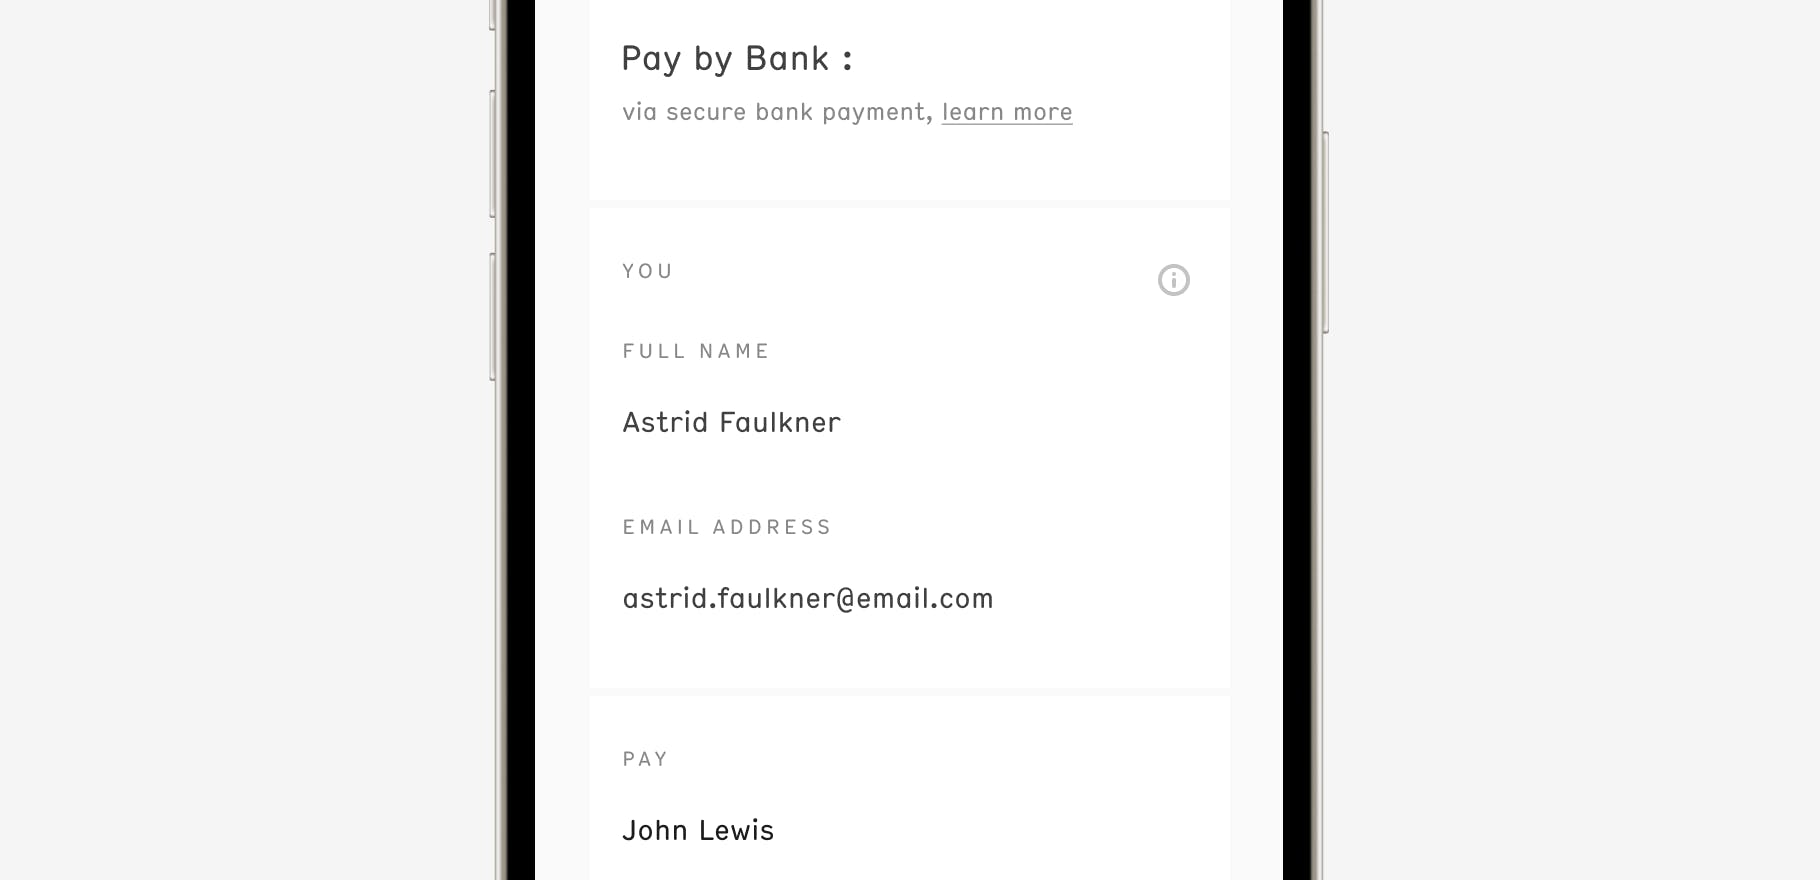 Pay by Bank :
via secure bank payment, learn more
YOU
FULL NAME
Astrid Faulkner
EMAIL ADDRESS
astrid.faulkner@email.com
PAY
John Lewis